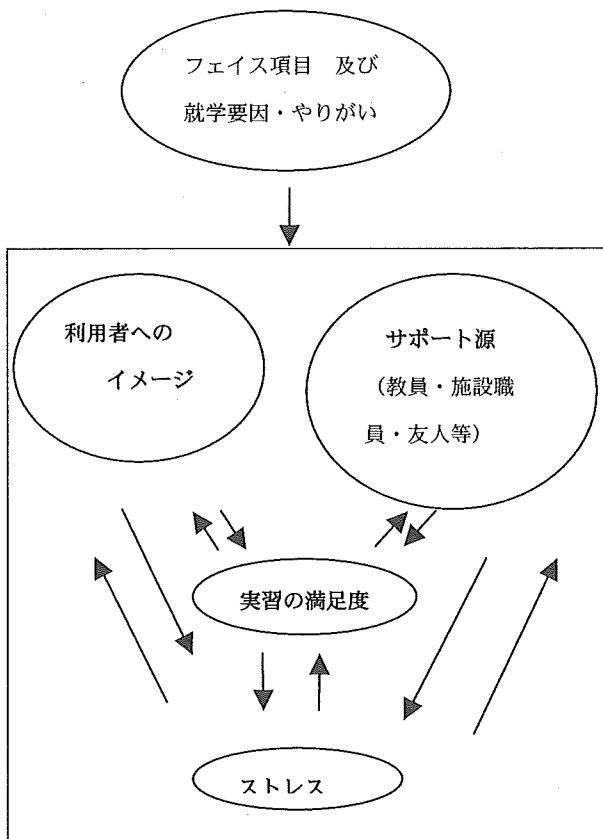 フェイス項目　及び
就学要因・やりがい
利用者への
イメージ
サポート源
（教員・施設職
員・友人等）
実習の満足度
ストレス